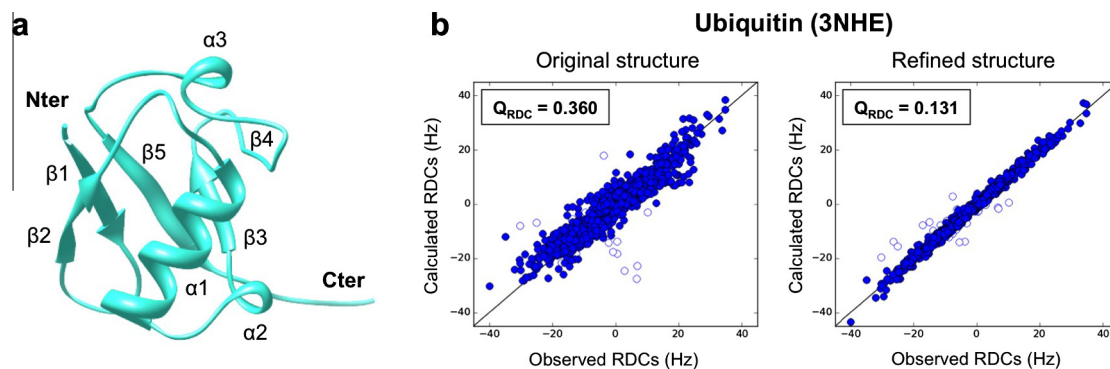 a
α3
Nter
β4
β5
β1
β2
β3
α1
Cter
α2
b
Ubiquitin (3NHE)
Original structure
Q_RDC = 0.360
Calculated RDCs (Hz)
40
20
0
−20
−40
−40 −20 0 20 40
Observed RDCs (Hz)
Refined structure
Q_RDC = 0.131
Calculated RDCs (Hz)
40
20
0
−20
−40
−40 −20 0 20 40
Observed RDCs (Hz)